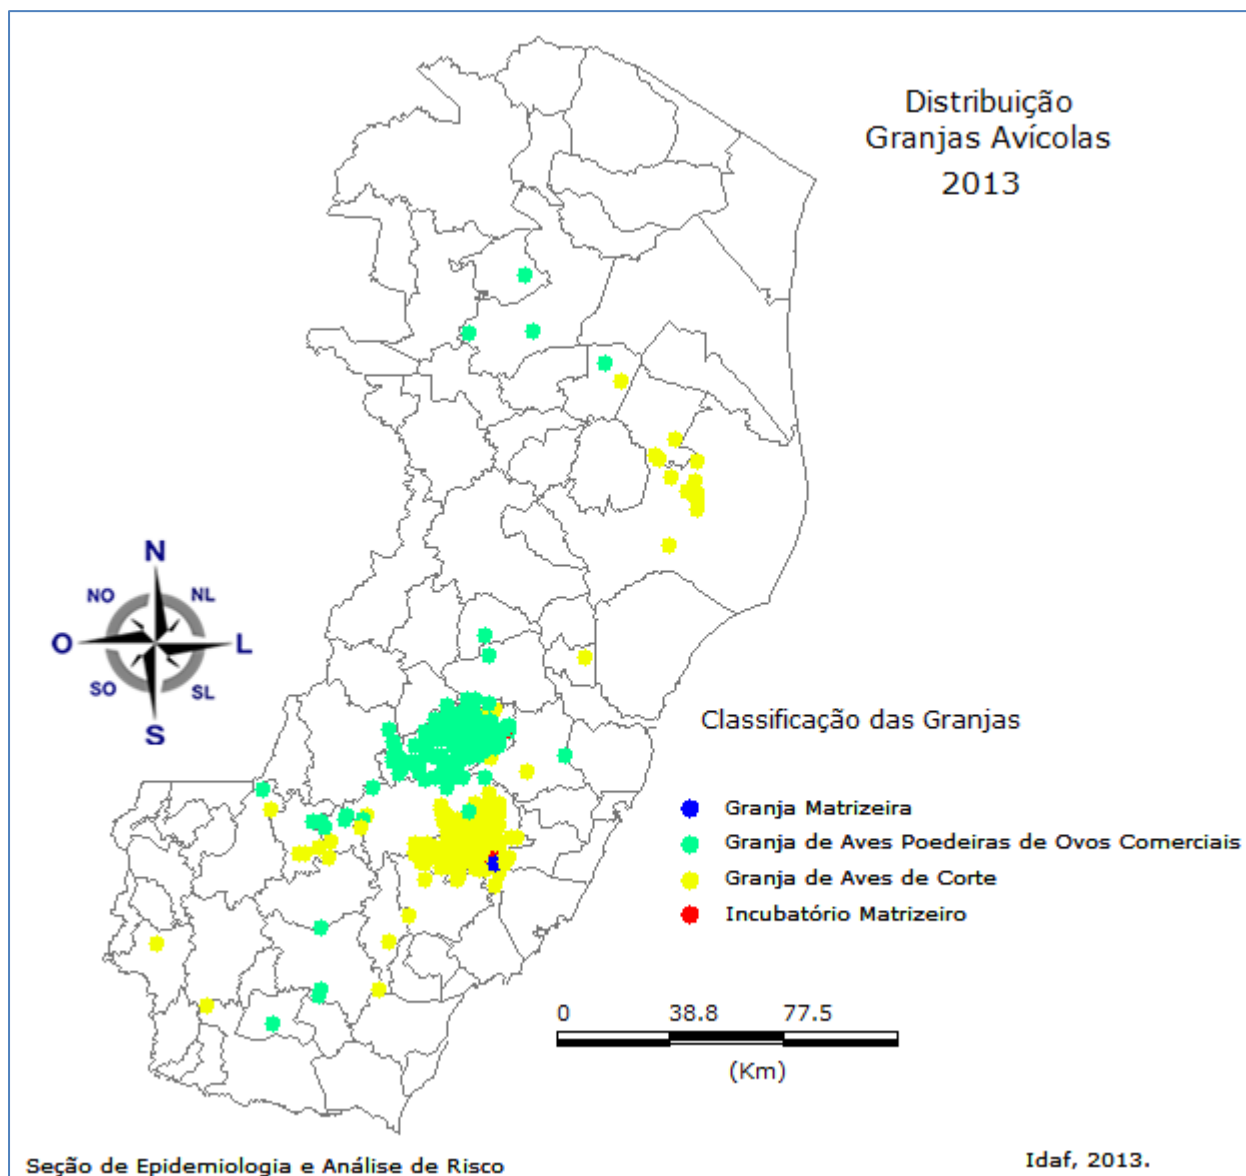 Distribuição
Granjas Avícolas
2013
N
NO
NL
O
L
SO
SL
S
Classificação das Granjas
Granja Matrizeira
Granja de Aves Poedeiras de Ovos Comerciais
Granja de Aves de Corte
Incubatório Matrizeiro
0 38.8 77.5
(Km)
Seção de Epidemiologia e Análise de Risco
Idaf, 2013.